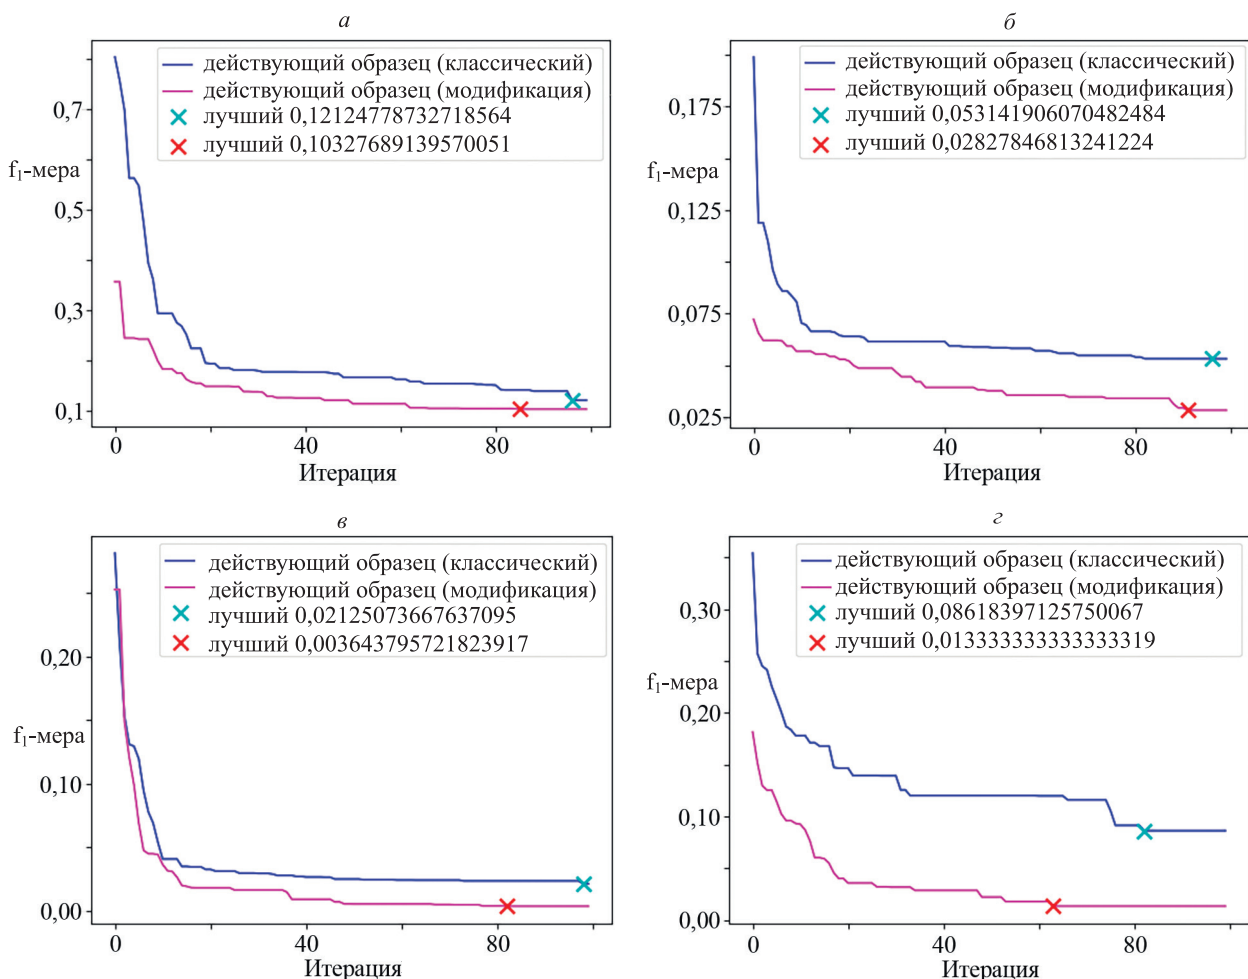 а
действующий образец (классический)
действующий образец (модификация)
лучший 0,12124778732718564
лучший 0,10327689139570051
0,7
f₁-мера
0,5
0,3
0,1
0
40
80
Итерация
б
действующий образец (классический)
действующий образец (модификация)
лучший 0,053141906070482484
лучший 0,02827846813241224
0,175
f₁-мера
0,125
0,075
0,025
0
40
80
Итерация
в
действующий образец (классический)
действующий образец (модификация)
лучший 0,02125073667637095
лучший 0,003643795721823917
0,20
f₁-мера
0,10
0,00
0
40
80
Итерация
г
действующий образец (классический)
действующий образец (модификация)
лучший 0,08618397125750067
лучший 0,013333333333333319
0,30
f₁-мера
0,20
0,10
0,00
0
40
80
Итерация